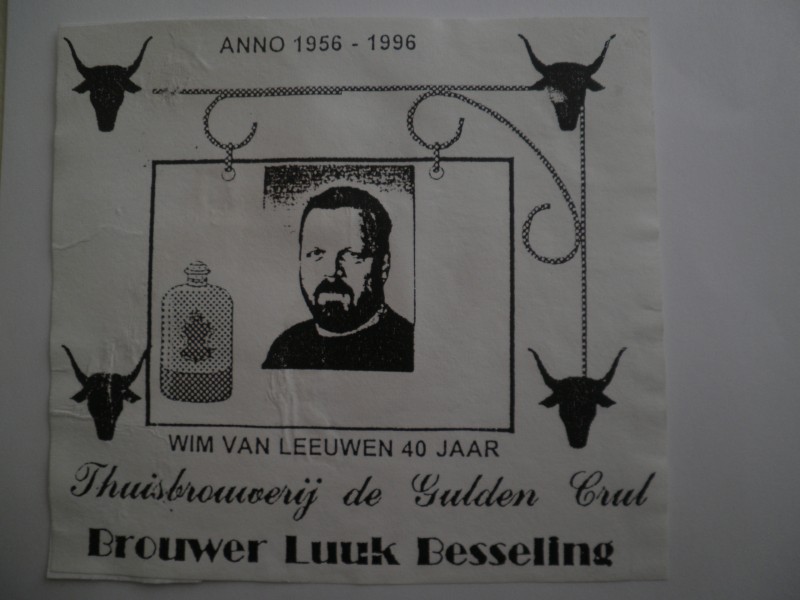 ANNO 1956 - 1996
WIM VAN LEEUWEN 40 JAAR
Thuisbrouwerij de Gulden Crul
Brouwer Luuk Besseling